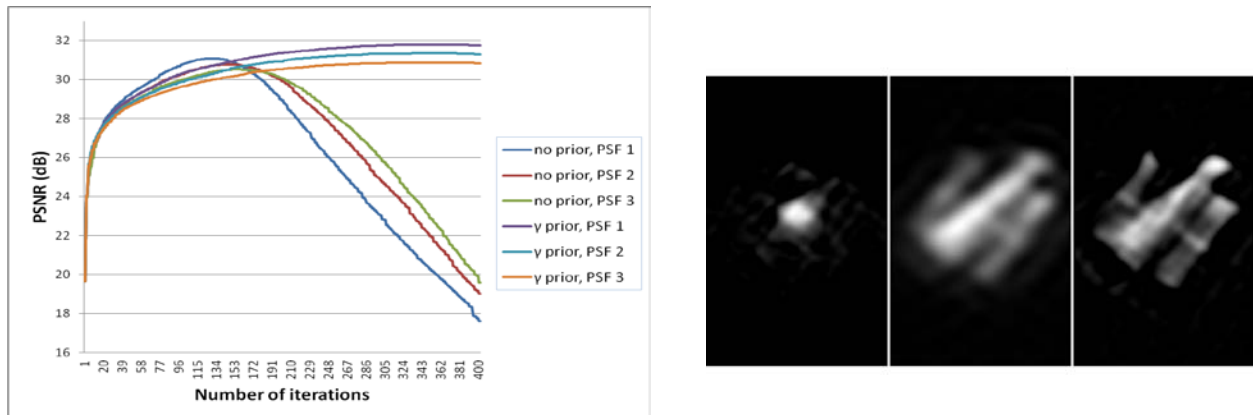 PSNR (dB)
32
30
28
26
24
22
20
18
16
1 20 39 58 77 96 115 134 153 172 191 210 229 248 267 286 305 324 343 362 381 400
Number of iterations
no prior, PSF 1
no prior, PSF 2
no prior, PSF 3
γ prior, PSF 1
γ prior, PSF 2
γ prior, PSF 3